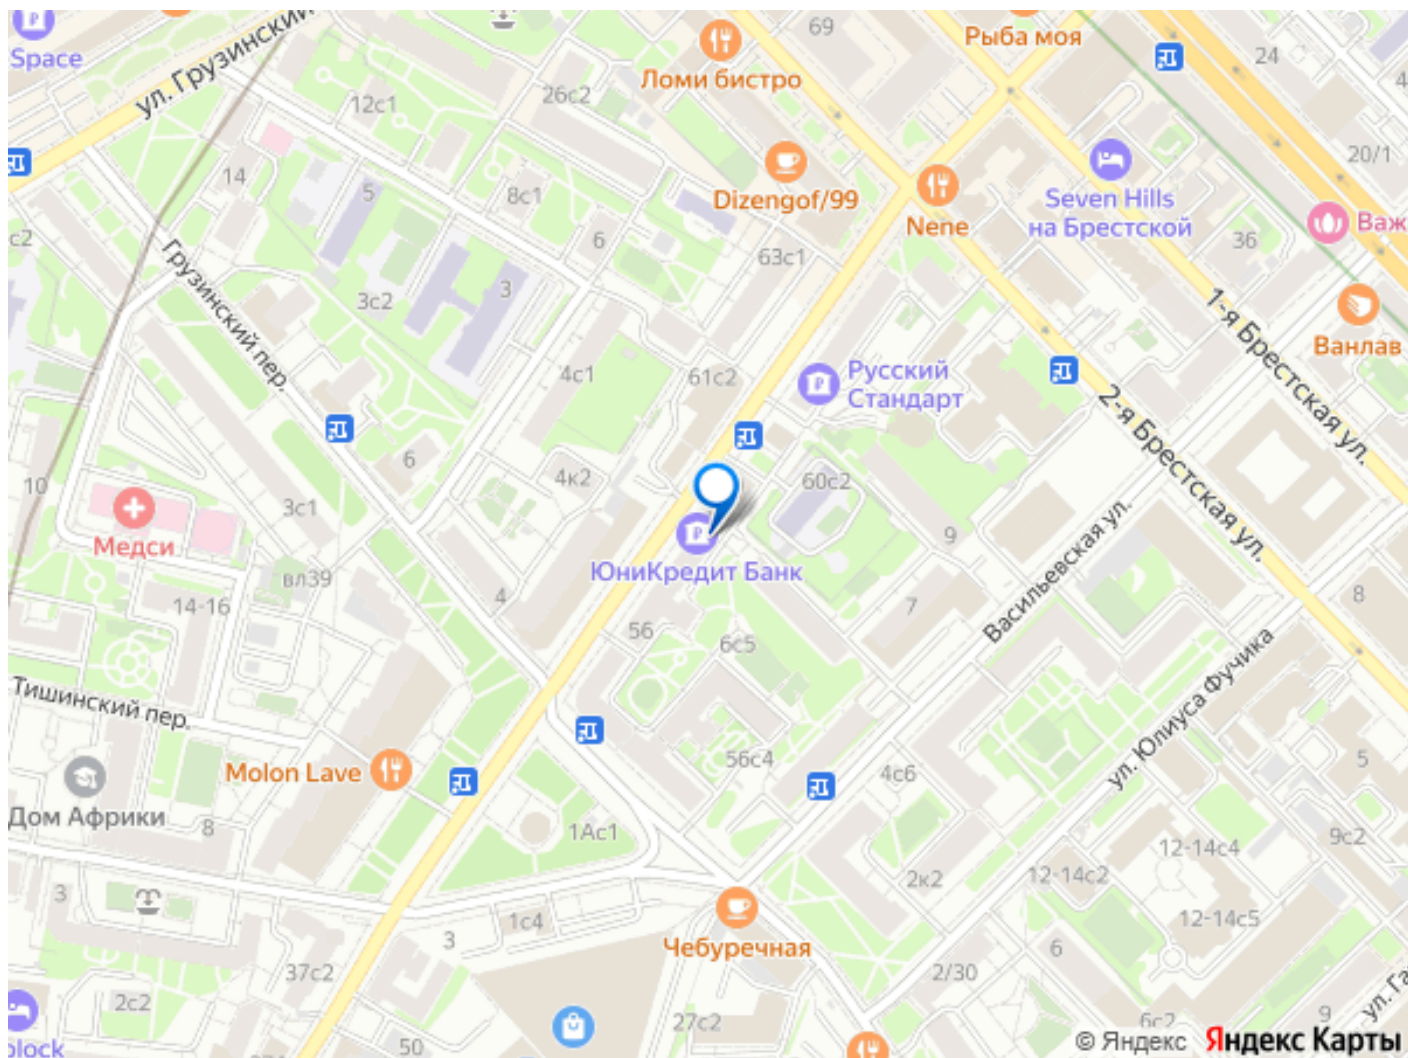 Space
ул. Грузинский
69
Рыба моя
24
Ломи бистро
12с1
26с2
20/1
14
5
8с1
Dizengof/99
Nene
Seven Hills
на Брестской
Важ
с2
6
63с1
36
3
3с2
Грузинский пер.
1-я Брестская ул.
Ванлав
4с1
61с2
Русский
Стандарт
2-я Брестская ул.
6
10
4к2
60с2
3с1
Медси
9
ЮниКредит Банк
вл39
14-16
4
7
Васильевская ул.
8
56
6с5
Тишинский пер.
ул. Юлиуса Фучика
Molon Lave
56с4
4с6
5
Дом Африки
8
1Ас1
9с2
12-14с4
12-14с2
2к2
3
1с4
12-14с5
3
Чебуречная
6
37с2
2/30
2с2
27с2
6с2
9
ул. Га
olock
50
© Яндекс Яндекс Карты